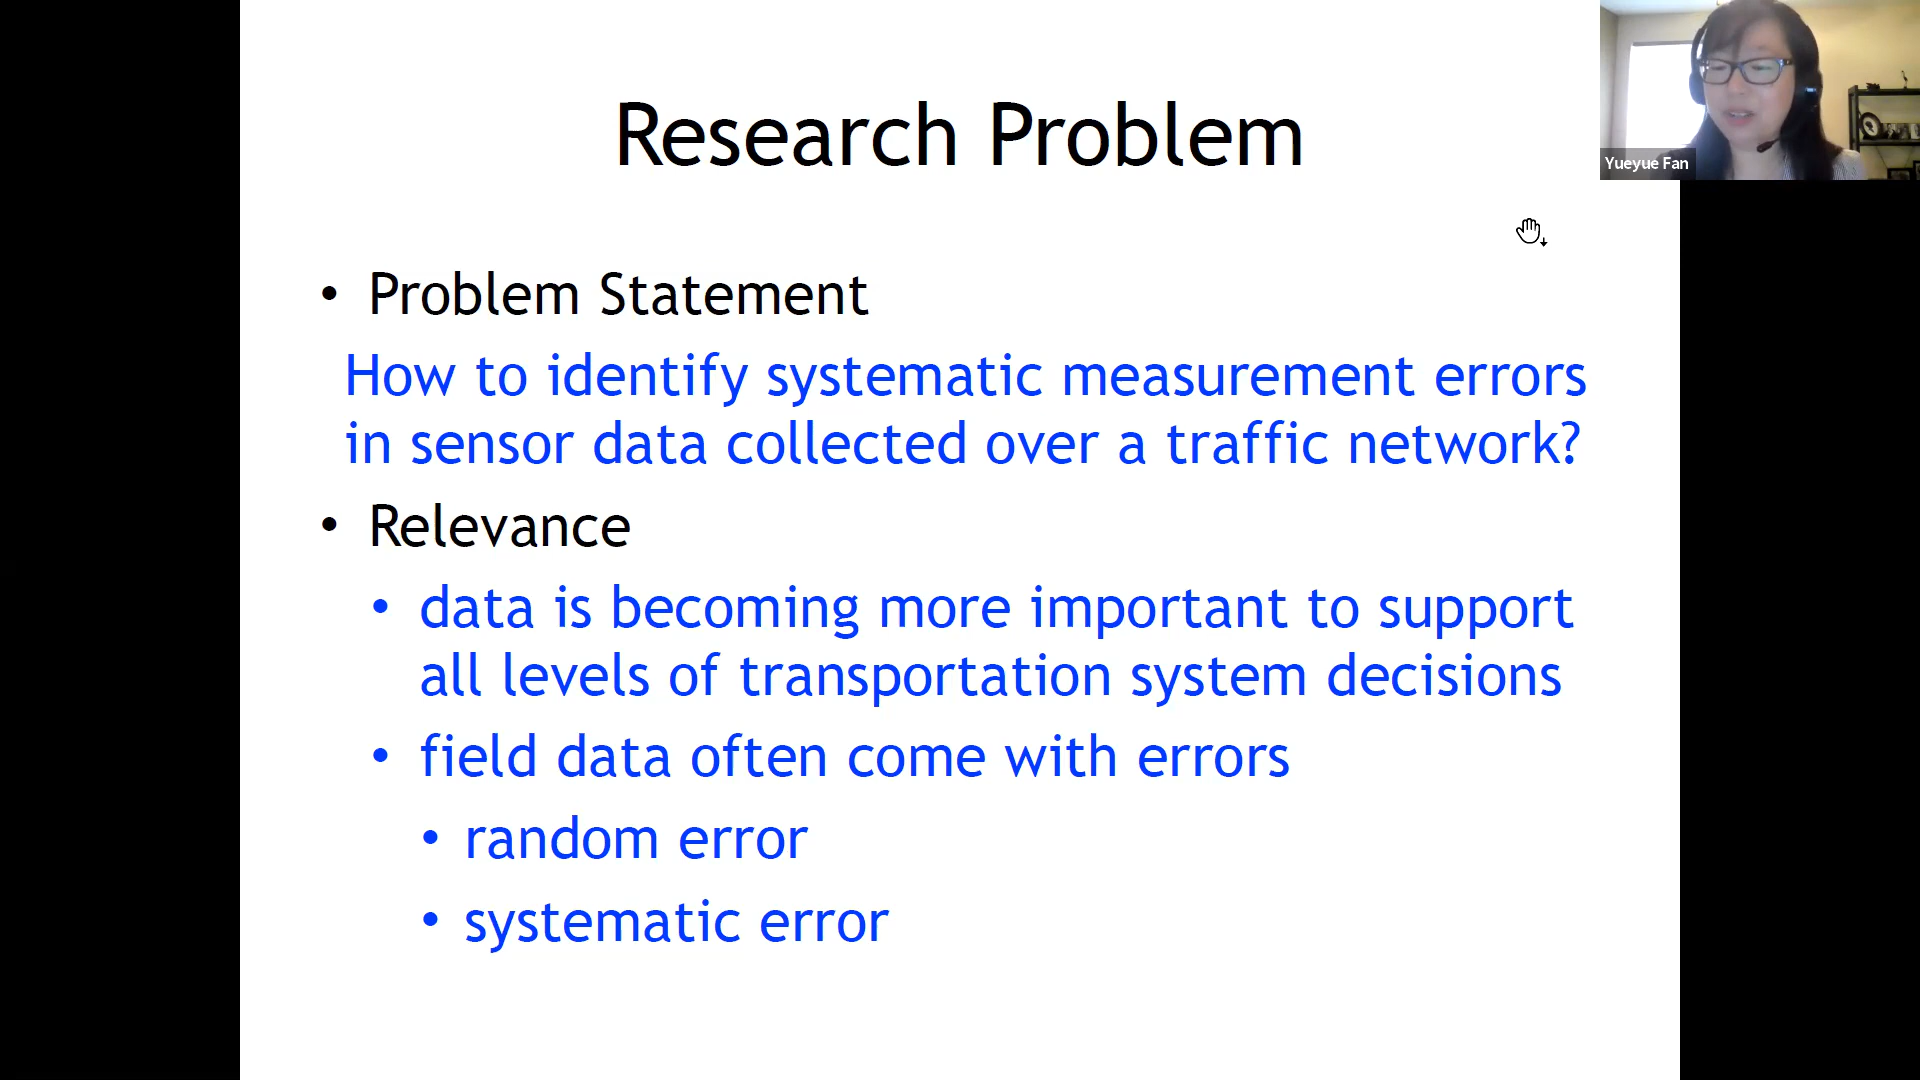 Research Problem
Yueyue Fan
• Problem Statement
How to identify systematic measurement errors
in sensor data collected over a traffic network?
• Relevance
• data is becoming more important to support
all levels of transportation system decisions
• field data often come with errors
• random error
• systematic error